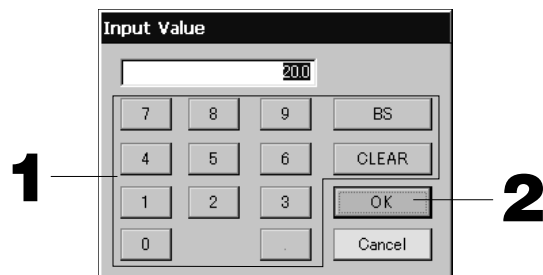 Input Value
20.0
7 8 9 BS
4 5 6 CLEAR
1
1 2 3 OK
2
0 . Cancel